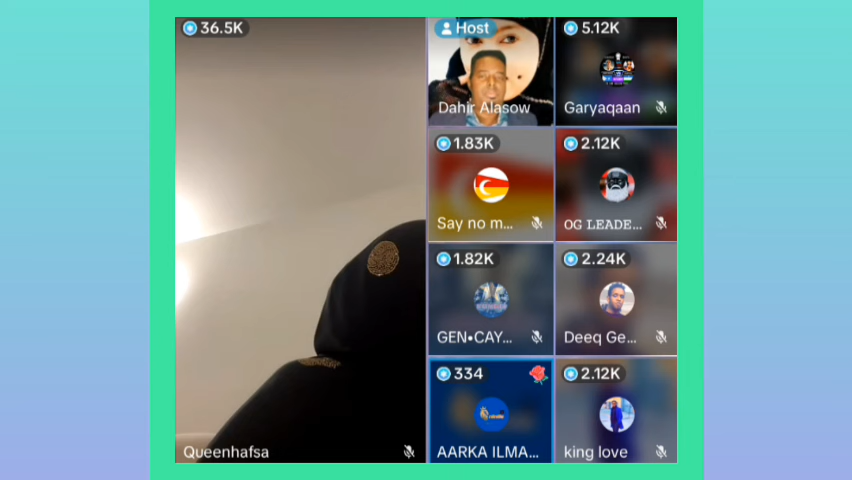 36.5K
Queenhafsa
Host
Dahir Alasow
5.12K
Garyaqaan
1.83K
Say no m...
2.12K
OG LEADE...
1.82K
GEN•CAY...
2.24K
Deeq Ge...
334
AARKA ILMA...
2.12K
king love